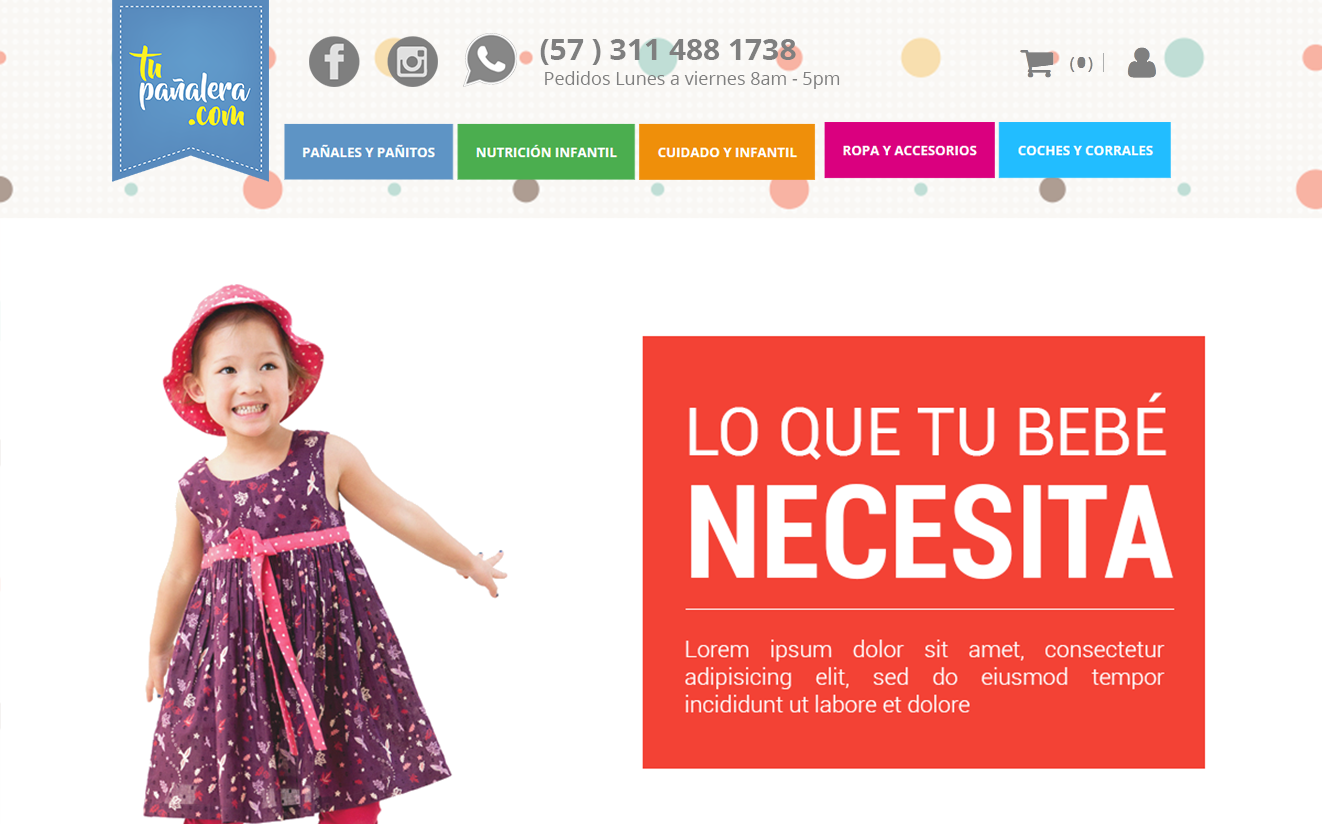 tu
pañalera
.com
(57 ) 311 488 1738
Pedidos Lunes a viernes 8am - 5pm
(0)
PAÑALES Y PAÑITOS
NUTRICIÓN INFANTIL
CUIDADO Y INFANTIL
ROPA Y ACCESORIOS
COCHES Y CORRALES
LO QUE TU BEBÉ
NECESITA
Lorem ipsum dolor sit amet, consectetur
adipisicing elit, sed do eiusmod tempor
incididunt ut labore et dolore